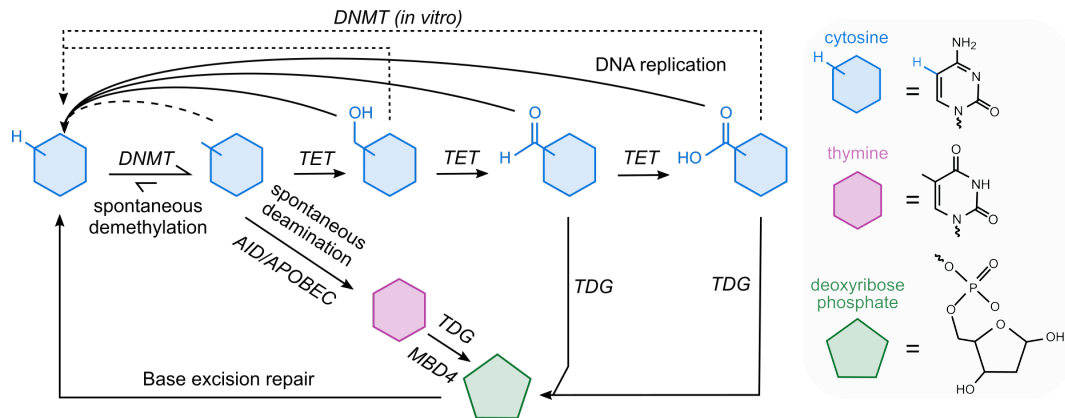 DNMT (in vitro)
DNA replication
H
DNMT
spontaneous
demethylation
TET
OH
TET
O
H
TET
O
HO
spontaneous
deamination
AID/APOBEC
TDG
TDG
TDG
MBD4
Base excision repair
cytosine
H
=
H
NH2
N
N
O
thymine
=
O
NH
N
O
deoxyribose
phosphate
=
O
O
P
O
O
O
OH
HO